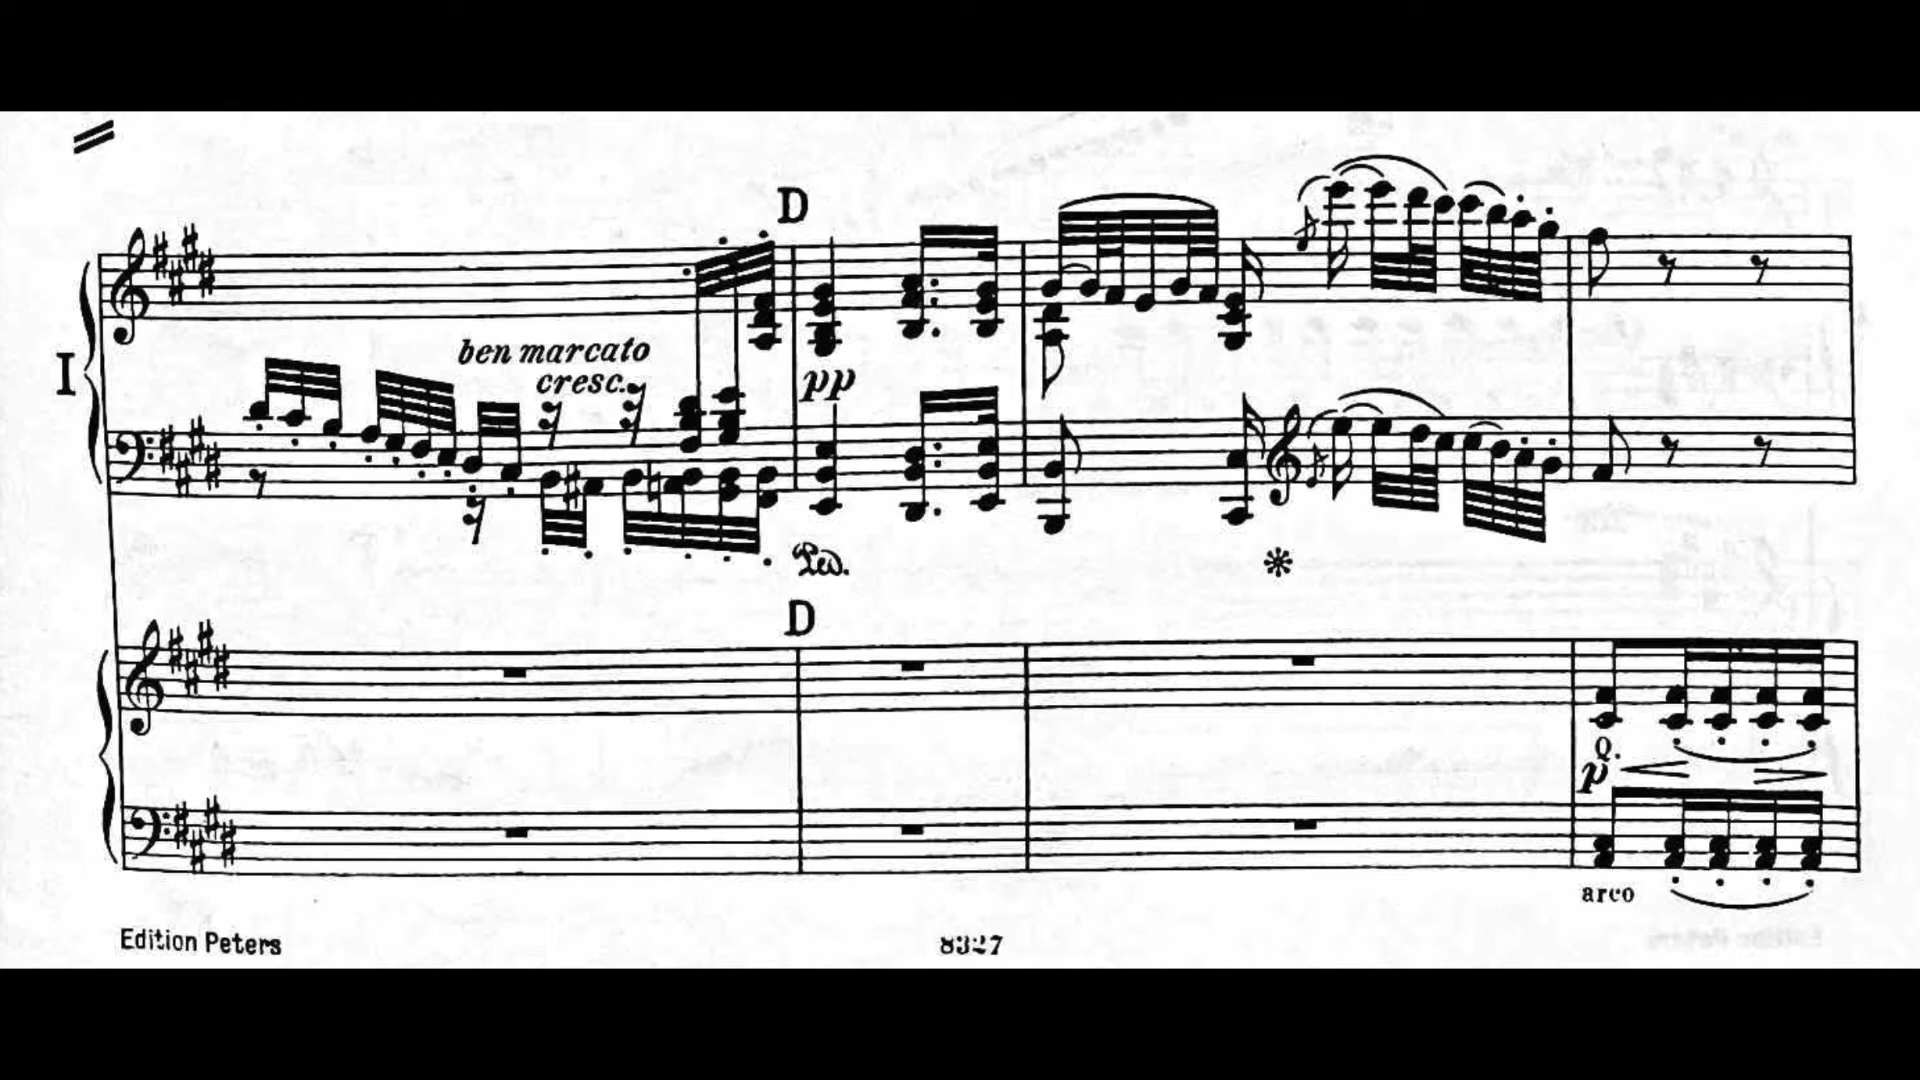 D
I
ben marcato
cresc.
pp
Ped.
D
Q.
p
arco
Edition Peters
8327